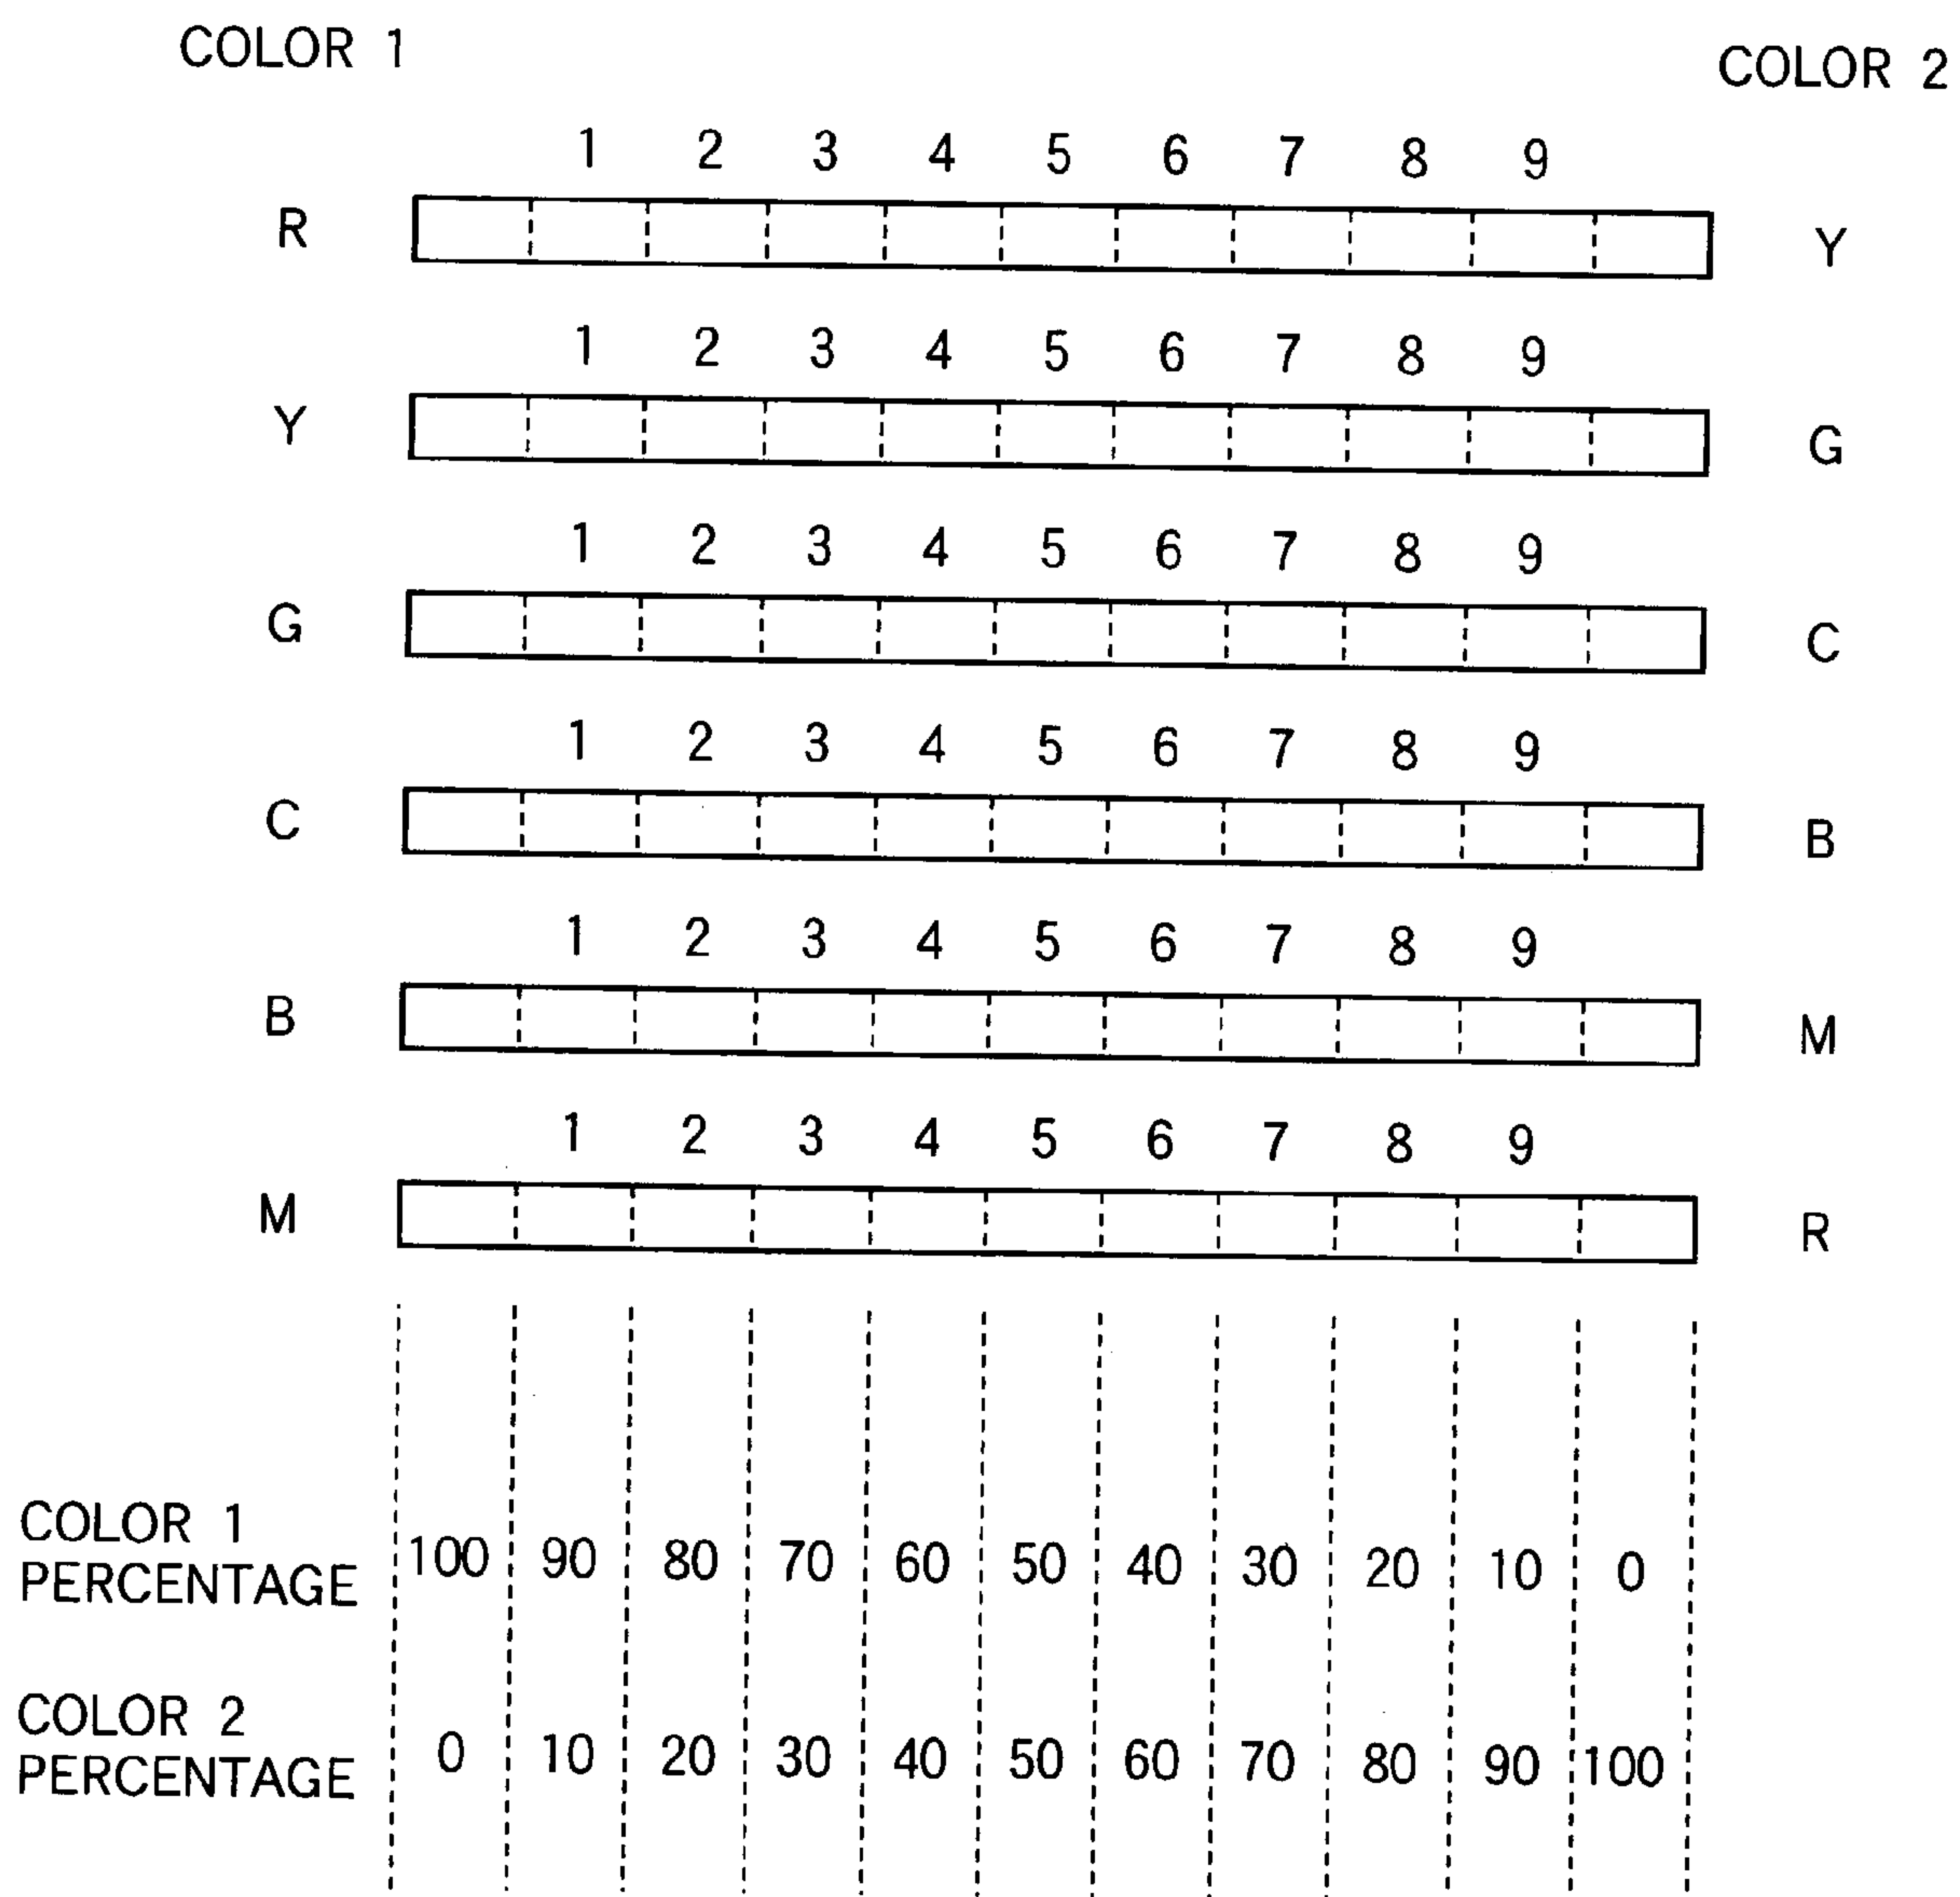 COLOR 1 COLOR 2
1 2 3 4 5 6 7 8 9
R Y
1 2 3 4 5 6 7 8 9
Y G
1 2 3 4 5 6 7 8 9
G C
1 2 3 4 5 6 7 8 9
C B
1 2 3 4 5 6 7 8 9
B M
1 2 3 4 5 6 7 8 9
M R
COLOR 1
PERCENTAGE 100 90 80 70 60 50 40 30 20 10 0
COLOR 2
PERCENTAGE 0 10 20 30 40 50 60 70 80 90 100